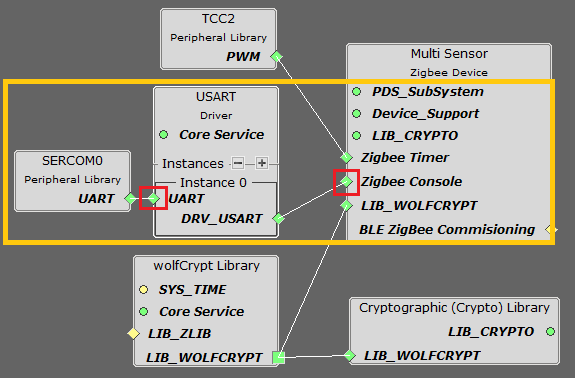 TCC2
Peripheral Library
PWM
Multi Sensor
Zigbee Device
PDS_SubSystem
Device_Support
LIB_CRYPTO
Zigbee Timer
Zigbee Console
LIB_WOLFCRYPT
BLE ZigBee Commisioning
USART
Driver
Core Service
Instances
Instance 0
UART
DRV_USART
SERCOM0
Peripheral Library
UART
wolfCrypt Library
SYS_TIME
Core Service
LIB_ZLIB
LIB_WOLFCRYPT
Cryptographic (Crypto) Library
LIB_CRYPTO
LIB_WOLFCRYPT